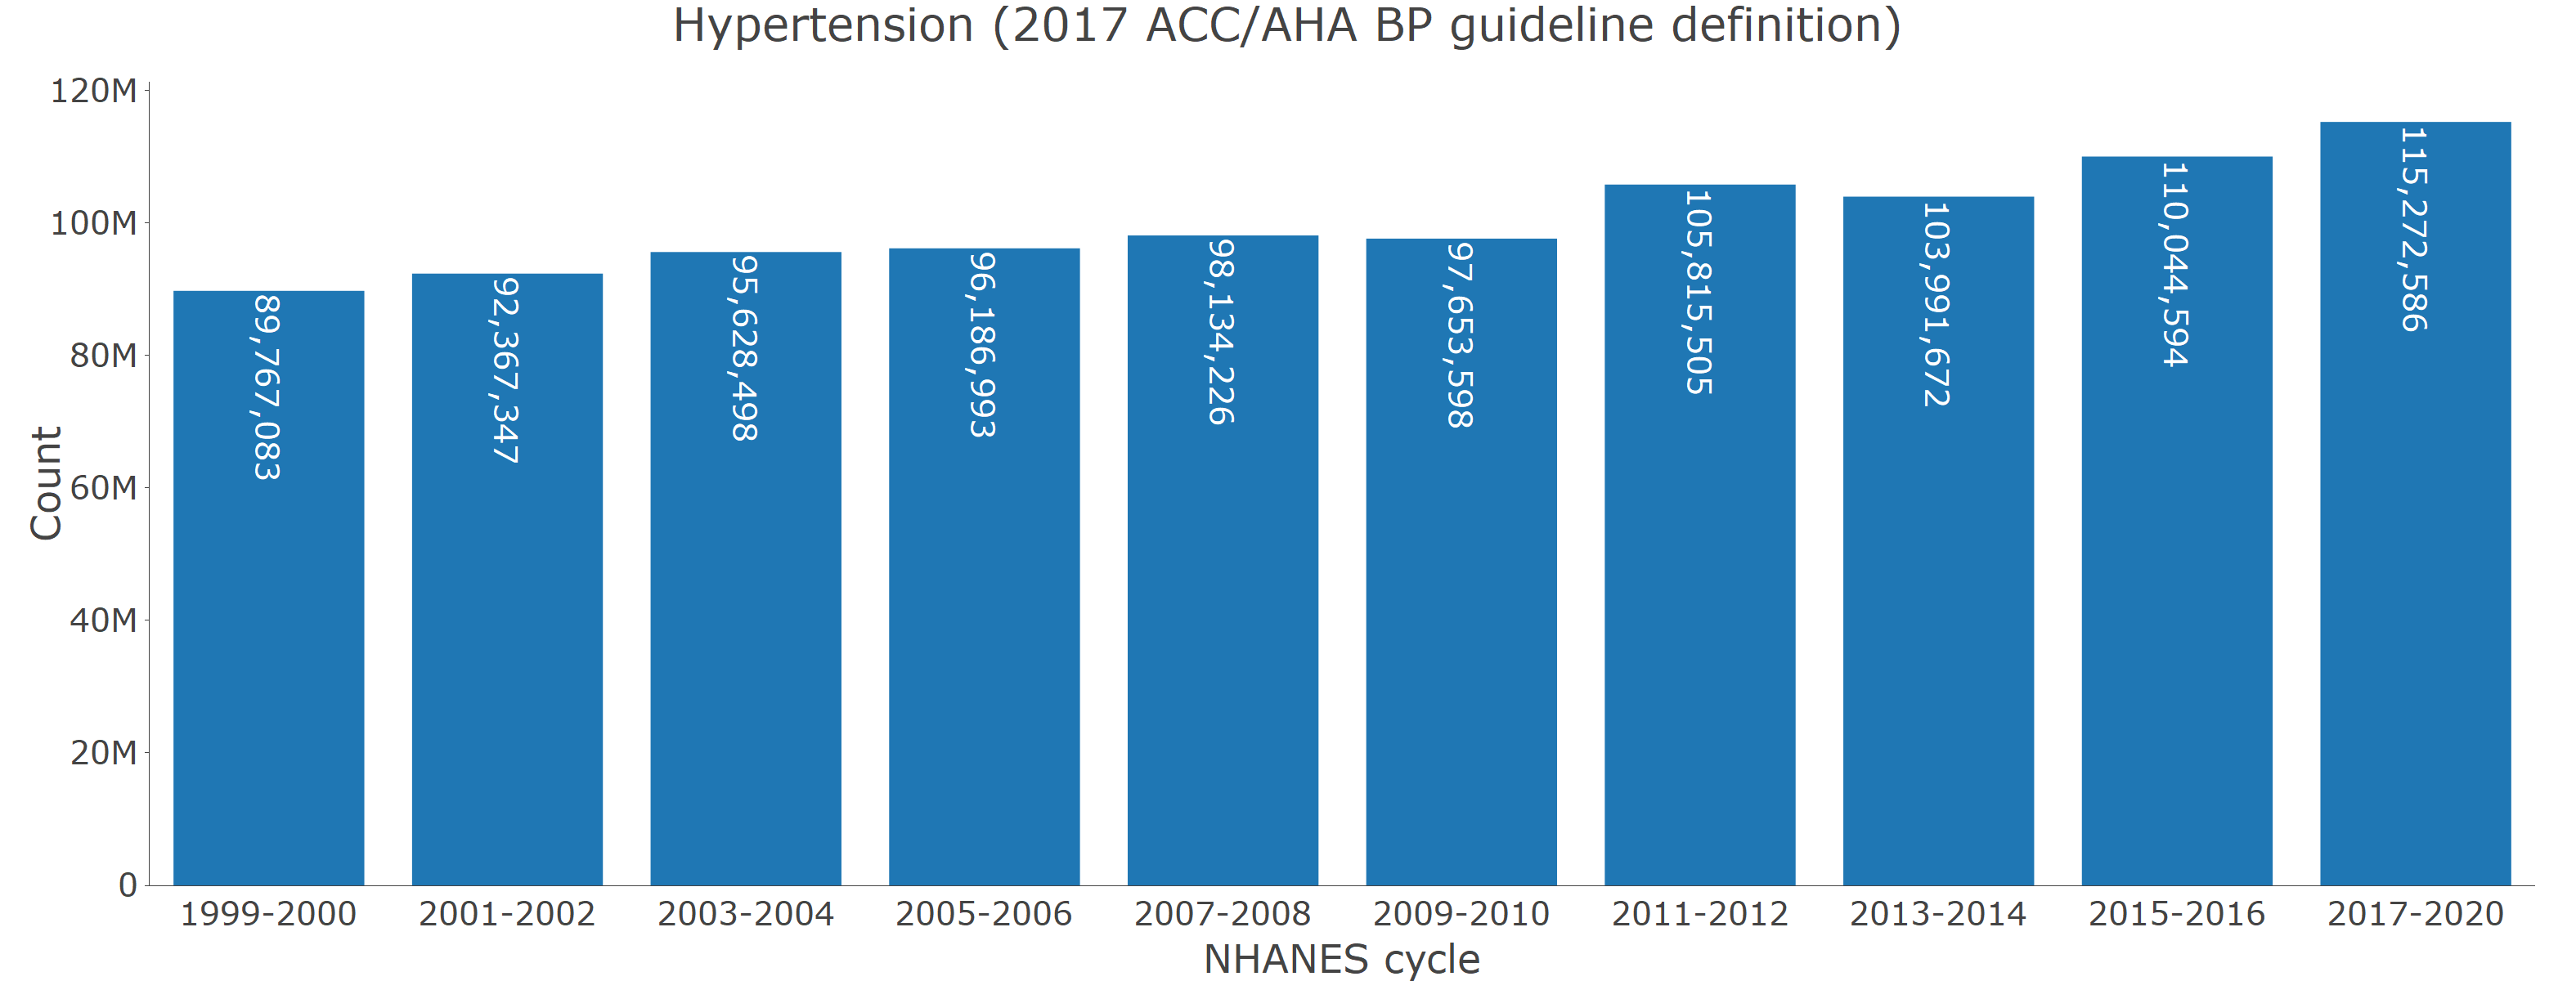 Hypertension (2017 ACC/AHA BP guideline definition)
120M
100M
80M
60M
40M
20M
0
Count
89,767,083
92,367,347
95,628,498
96,186,993
98,134,226
97,653,598
105,815,505
103,991,672
110,044,594
115,272,586
1999-2000
2001-2002
2003-2004
2005-2006
2007-2008
2009-2010
2011-2012
2013-2014
2015-2016
2017-2020
NHANES cycle